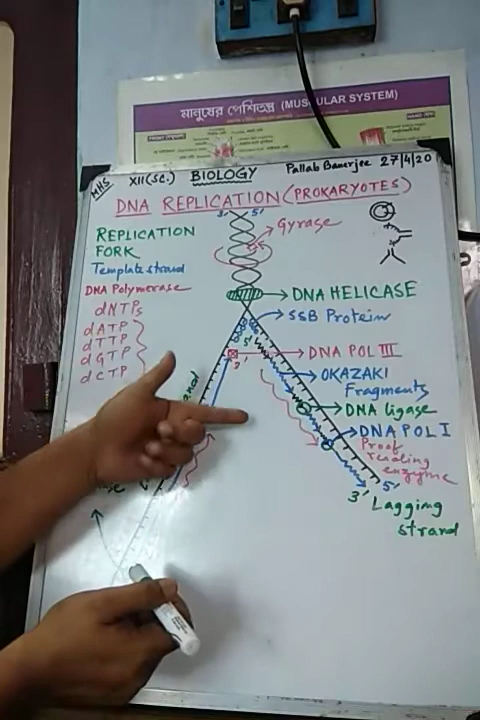 মানুষের পেশিতন্ত্র (MUSCULAR SYSTEM)
MHS XII(SC.) BIOLOGY Pallab Banerjee 27/4/20
DNA REPLICATION (PROKARYOTES)
3' 5'
Gyrase
REPLICATION
FORK
Template strand
DNA Polymerase
dNTPs
dATP
dTTP
dGTP
dCTP
DNA HELICASE
SSB Protein
5'
DNA POL III
OKAZAKI
Fragments
DNA ligase
DNA POL I
Proof
reading
enzyme
3' 5'
Lagging
strand